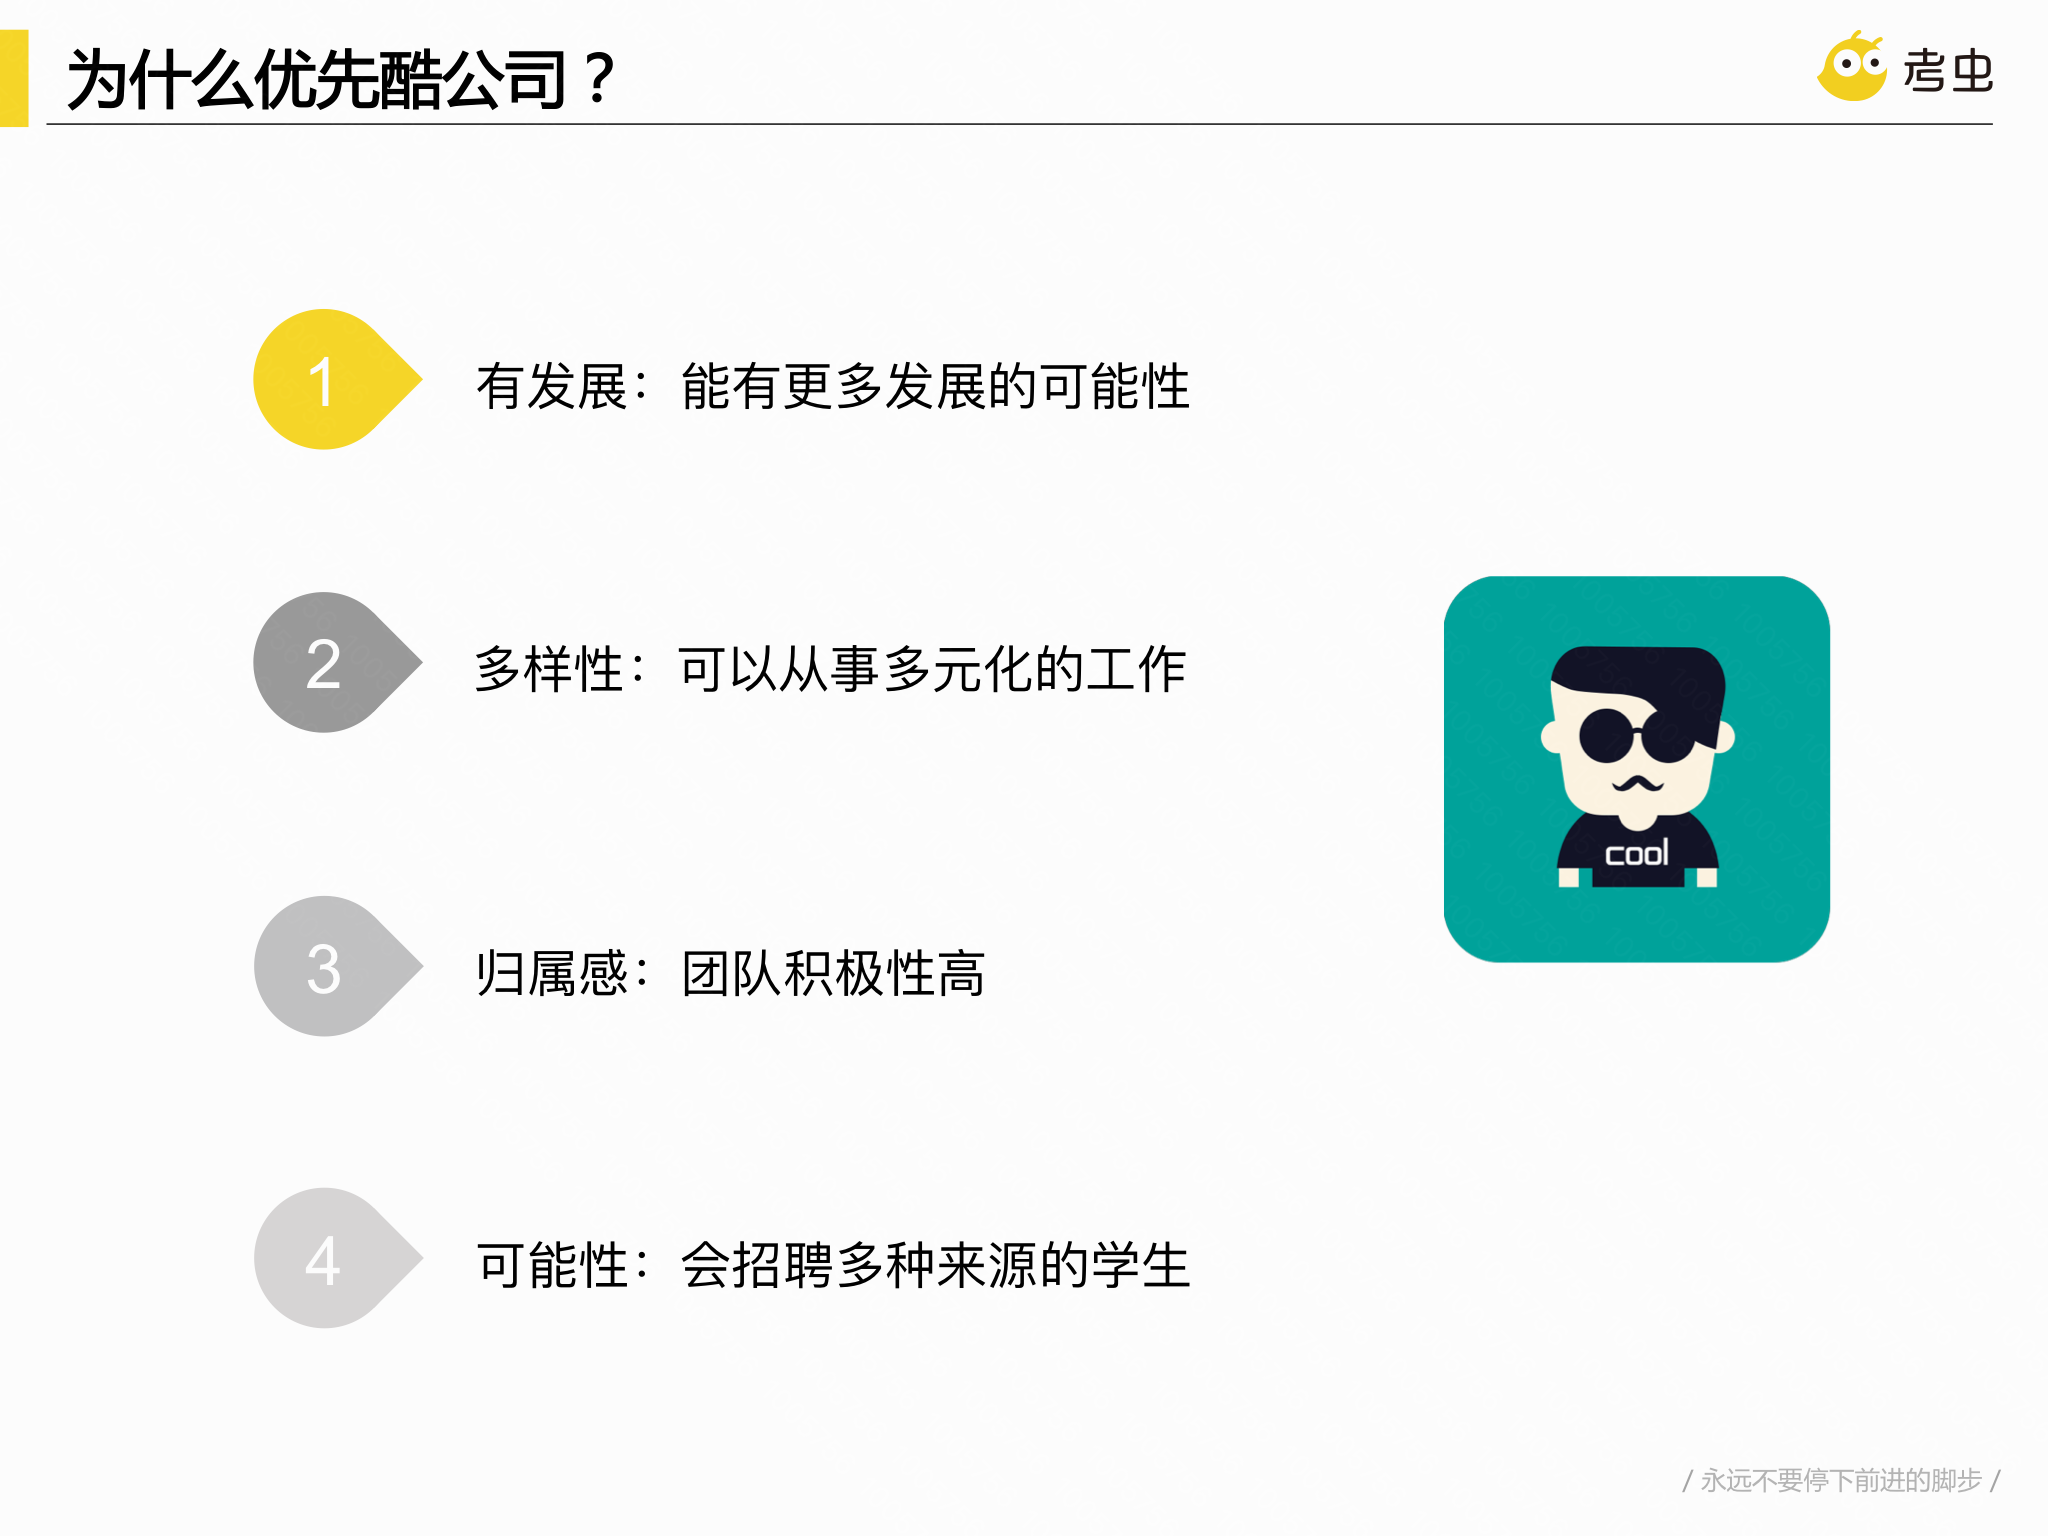 为什么优先酷公司？
考虫
1
有发展：能有更多发展的可能性
2
多样性：可以从事多元化的工作
cool
3
归属感：团队积极性高
4
可能性：会招聘多种来源的学生
/ 永远不要停下前进的脚步 /